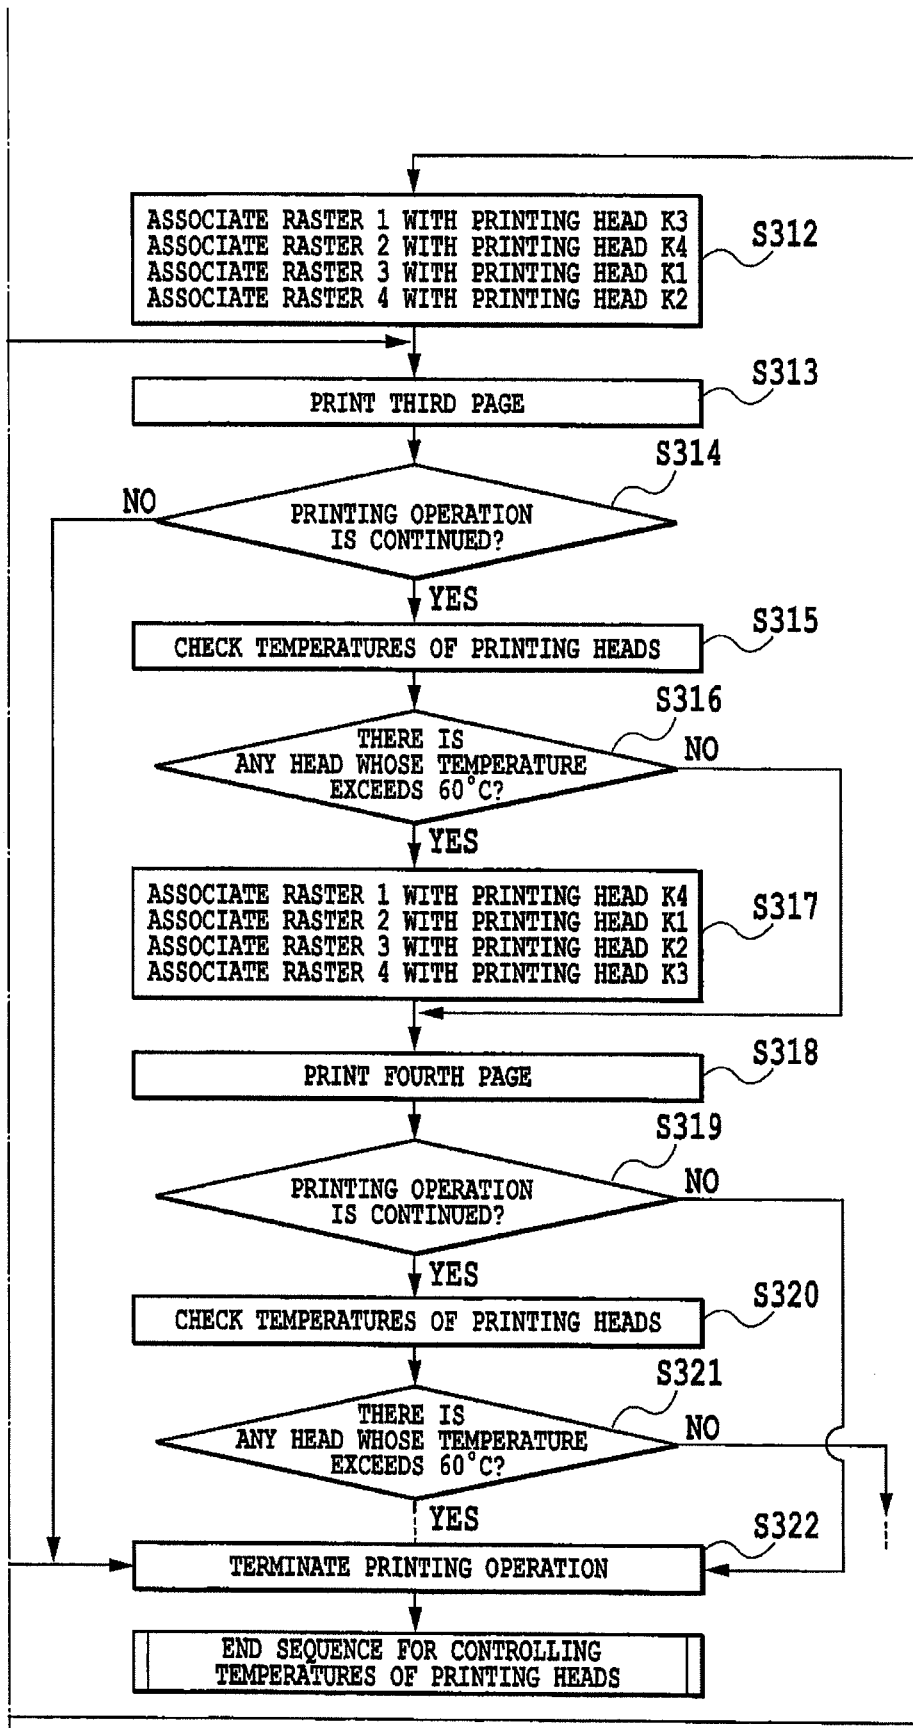 ASSOCIATE RASTER 1 WITH PRINTING HEAD K3
ASSOCIATE RASTER 2 WITH PRINTING HEAD K4
ASSOCIATE RASTER 3 WITH PRINTING HEAD K1
ASSOCIATE RASTER 4 WITH PRINTING HEAD K2
S312
S313
PRINT THIRD PAGE
S314
NO
PRINTING OPERATION
IS CONTINUED?
YES
S315
CHECK TEMPERATURES OF PRINTING HEADS
S316
THERE IS
ANY HEAD WHOSE TEMPERATURE
EXCEEDS 60°C?
NO
YES
ASSOCIATE RASTER 1 WITH PRINTING HEAD K4
ASSOCIATE RASTER 2 WITH PRINTING HEAD K1
ASSOCIATE RASTER 3 WITH PRINTING HEAD K2
ASSOCIATE RASTER 4 WITH PRINTING HEAD K3
S317
S318
PRINT FOURTH PAGE
S319
PRINTING OPERATION
IS CONTINUED?
NO
YES
S320
CHECK TEMPERATURES OF PRINTING HEADS
S321
THERE IS
ANY HEAD WHOSE TEMPERATURE
EXCEEDS 60°C?
NO
YES
S322
TERMINATE PRINTING OPERATION
END SEQUENCE FOR CONTROLLING
TEMPERATURES OF PRINTING HEADS